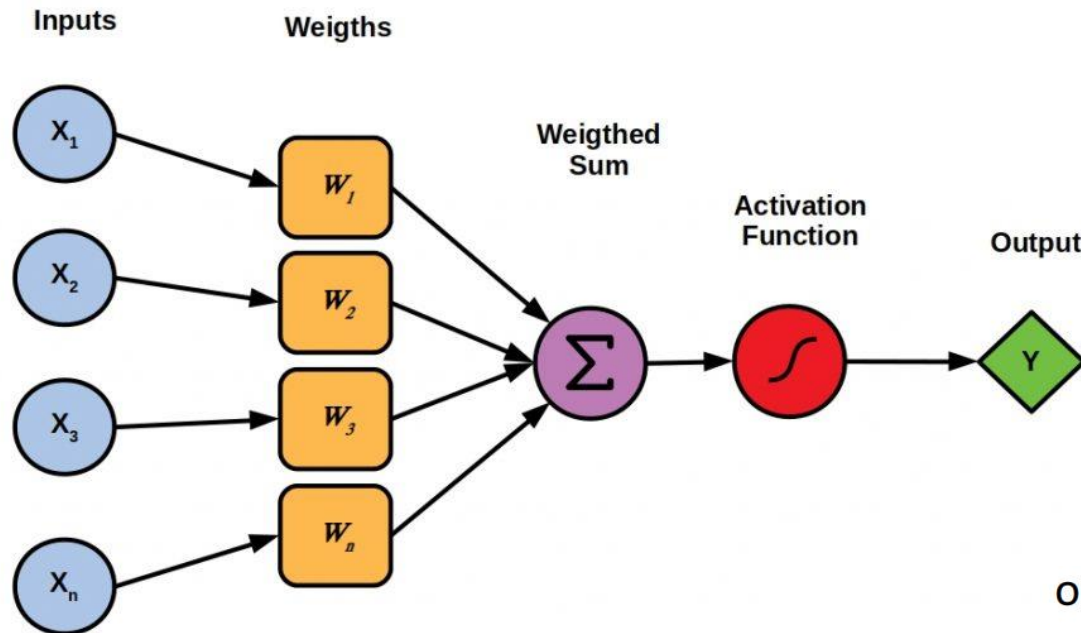 Inputs
Weigths
Weigthed
Sum
Activation
Function
Output
X1
X2
X3
Xn
W1
W2
W3
Wn
Σ
Y
O